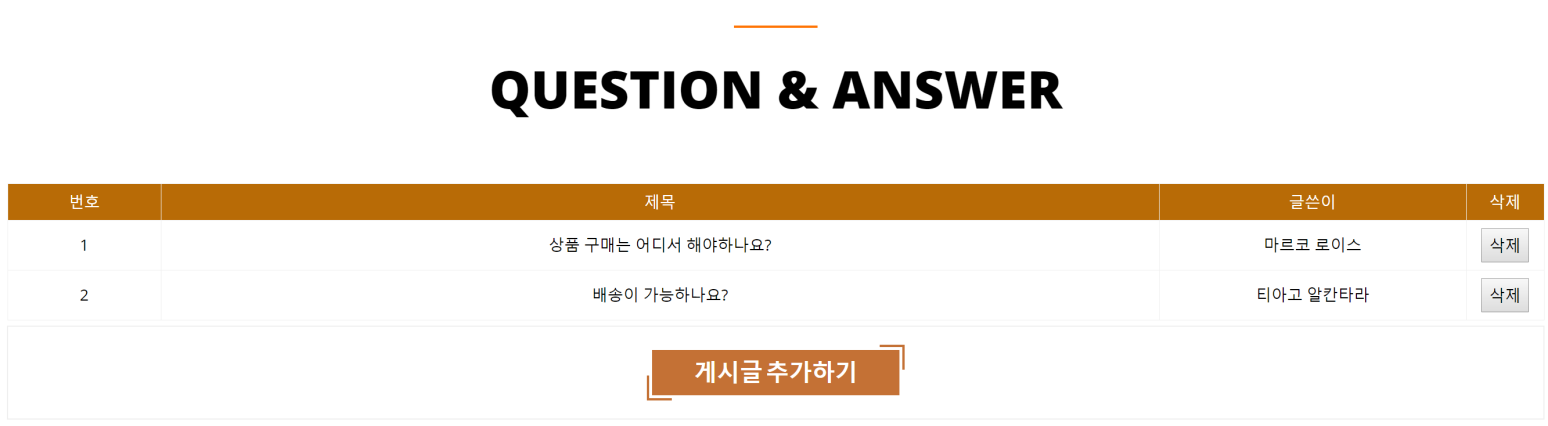 QUESTION & ANSWER
번호 제목 글쓴이 삭제
1 상품 구매는 어디서 해야하나요? 마르코 로이스 삭제
2 배송이 가능하나요? 티아고 알칸타라 삭제
게시글 추가하기